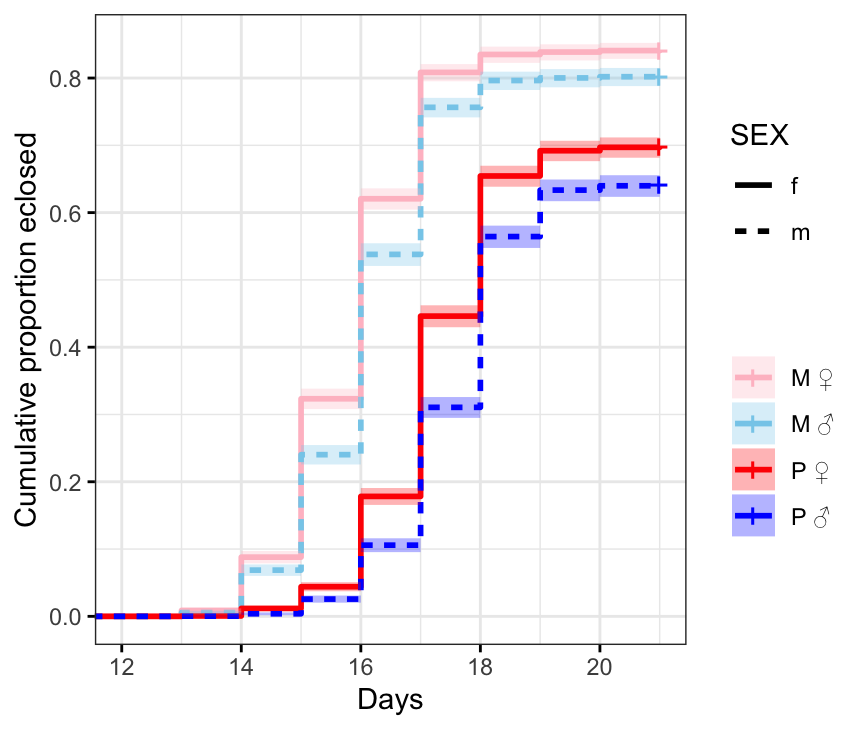 Cumulative proportion eclosed
0.8
0.6
0.4
0.2
0.0
12 14 16 18 20
Days
SEX
f
m
M ♀
M ♂
P ♀
P ♂